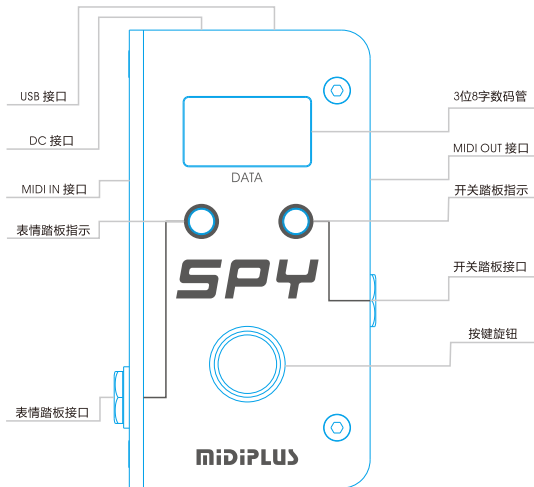 USB 接口
DC 接口
MIDI IN 接口
表情踏板指示
表情踏板接口
DATA
SPY
MIDIPLUS
3位8字数码管
MIDI OUT 接口
开关踏板指示
开关踏板接口
按键旋钮